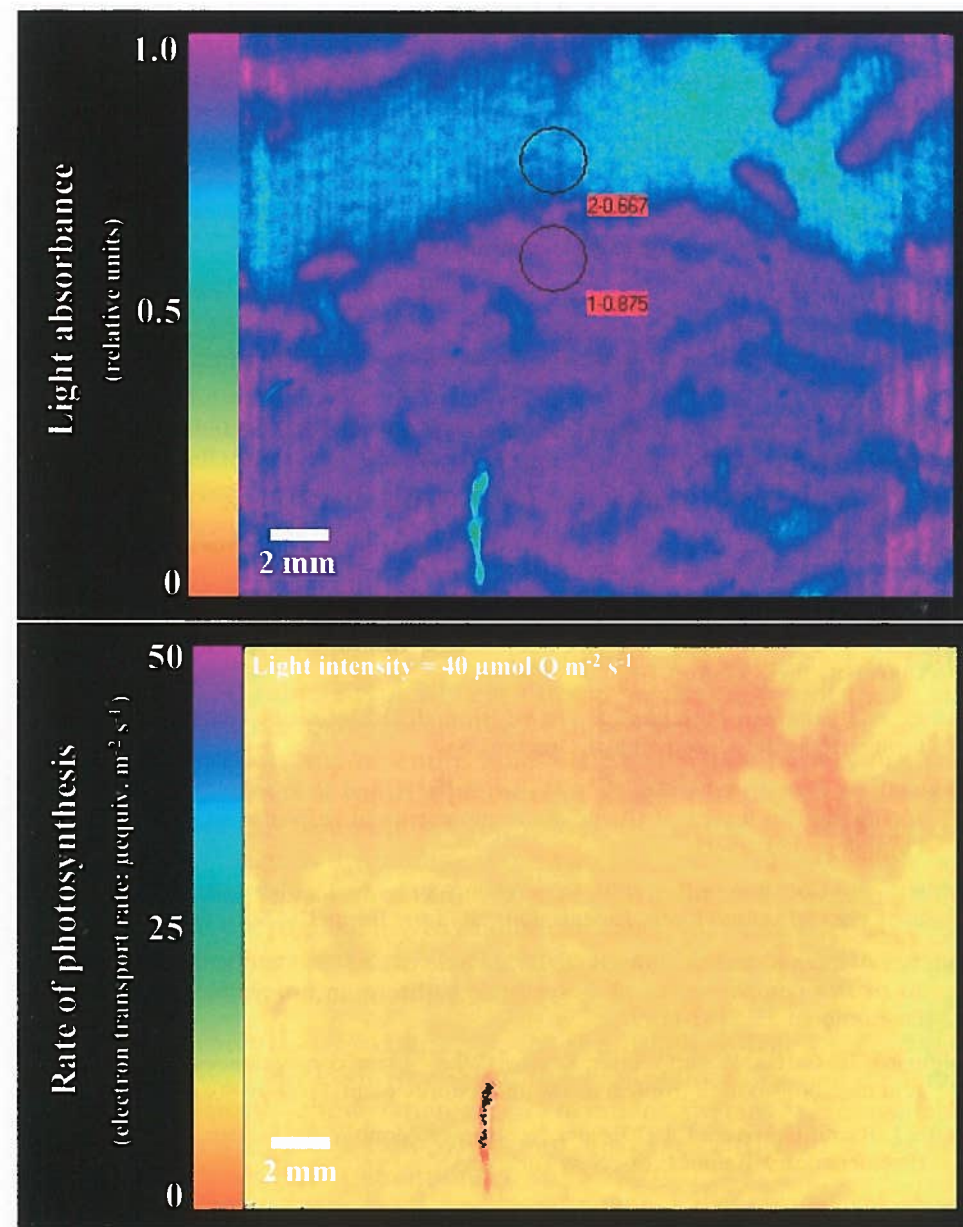 1.0
Light absorbance
(relative units)
0.5
0
2-0.667
1-0.875
2 mm
50
Light intensity = 40 µmol Q m⁻² s⁻¹
Rate of photosynthesis
(electron transport rate: µequiv. m⁻² s⁻¹)
25
0
2 mm